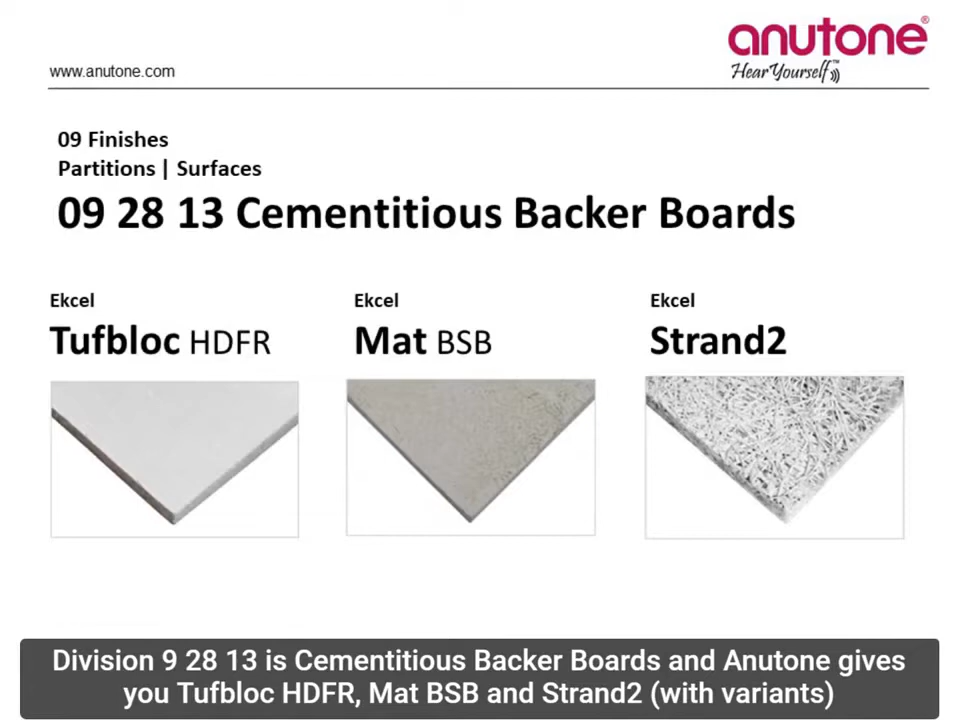 www.anutone.com
anutone®
Hear Yourself™
09 Finishes
Partitions | Surfaces
09 28 13 Cementitious Backer Boards
Ekcel
Tufbloc HDFR
Ekcel
Mat BSB
Ekcel
Strand2
Division 9 28 13 is Cementitious Backer Boards and Anutone gives
you Tufbloc HDFR, Mat BSB and Strand2 (with variants)